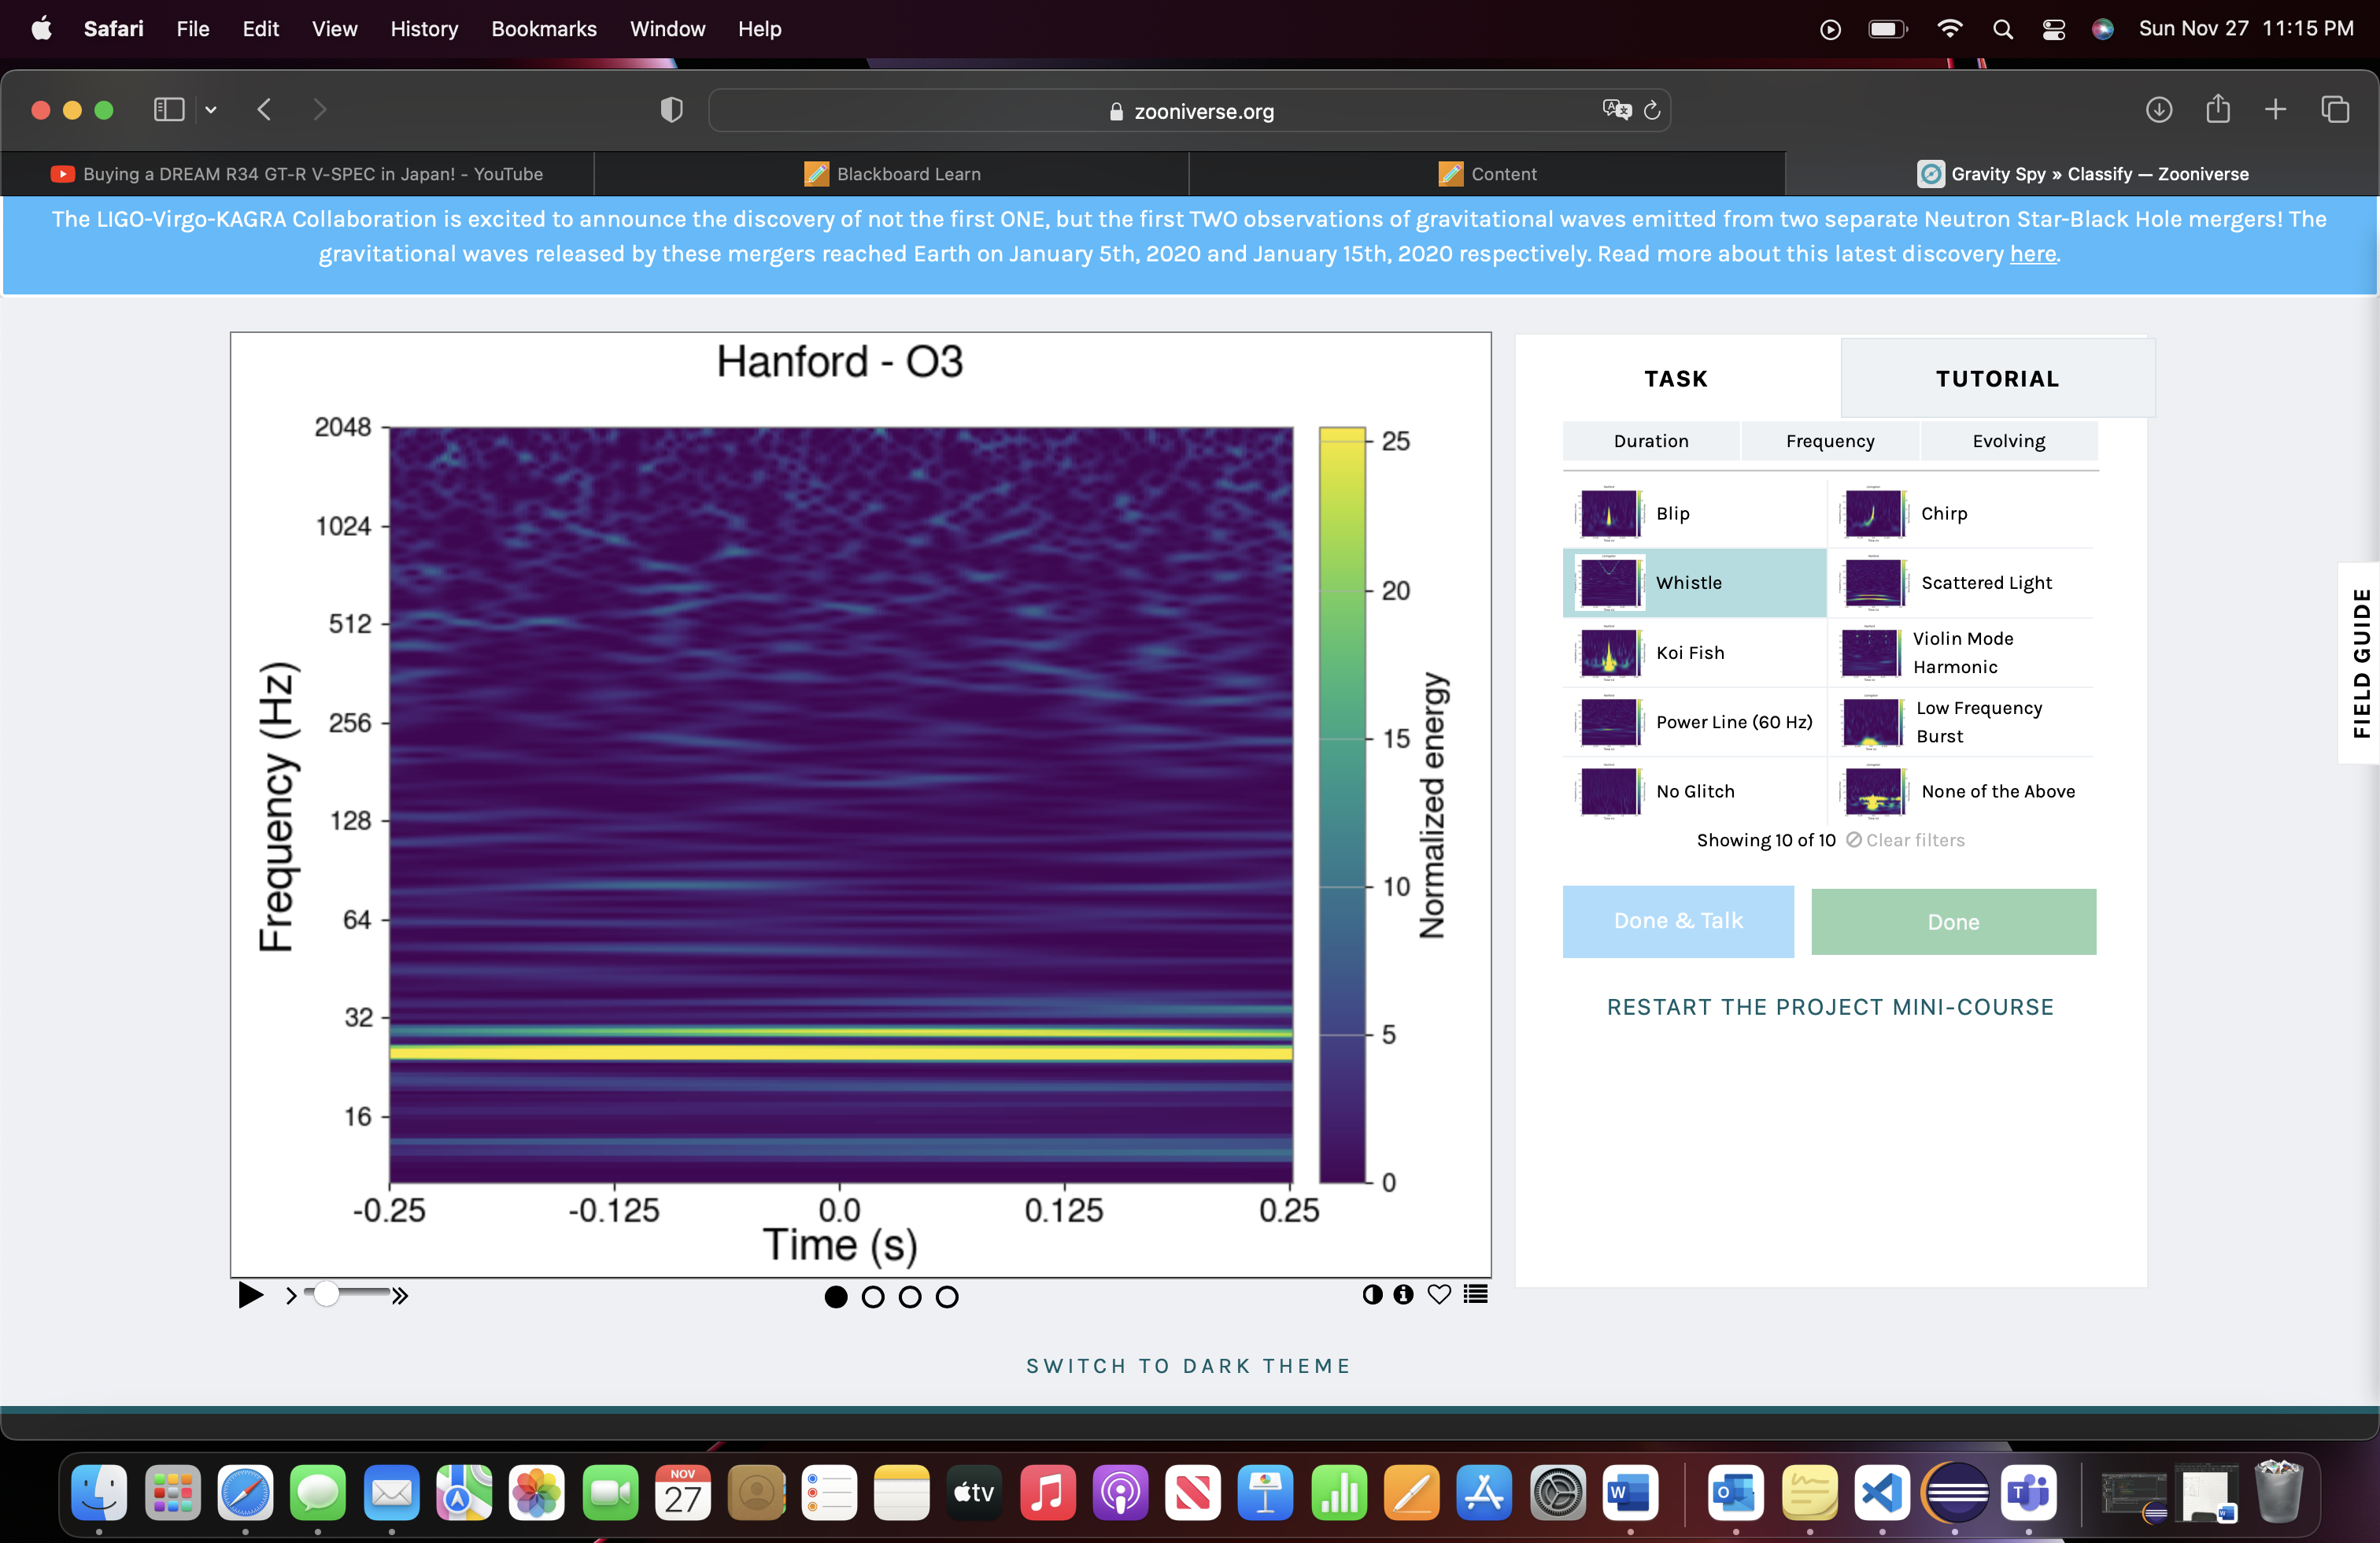 Safari File Edit View History Bookmarks Window Help Sun Nov 27 11:15 PM
zooniverse.org
Buying a DREAM R34 GT-R V-SPEC in Japan! - YouTube Blackboard Learn Content Gravity Spy » Classify — Zooniverse
The LIGO-Virgo-KAGRA Collaboration is excited to announce the discovery of not the first ONE, but the first TWO observations of gravitational waves emitted from two separate Neutron Star-Black Hole mergers! The
gravitational waves released by these mergers reached Earth on January 5th, 2020 and January 15th, 2020 respectively. Read more about this latest discovery here.
Hanford - O3
Frequency (Hz)
2048
1024
512
256
128
64
32
16
-0.25 -0.125 0.0 0.125 0.25
Time (s)
25
20
15
10
5
0
Normalized energy
TASK TUTORIAL
Duration Frequency Evolving
Blip Chirp
Whistle Scattered Light
Koi Fish Violin Mode
Harmonic
Power Line (60 Hz) Low Frequency
Burst
No Glitch None of the Above
Showing 10 of 10 Clear filters
Done & Talk Done
RESTART THE PROJECT MINI-COURSE
FIELD GUIDE
SWITCH TO DARK THEME
NOV
27
tv